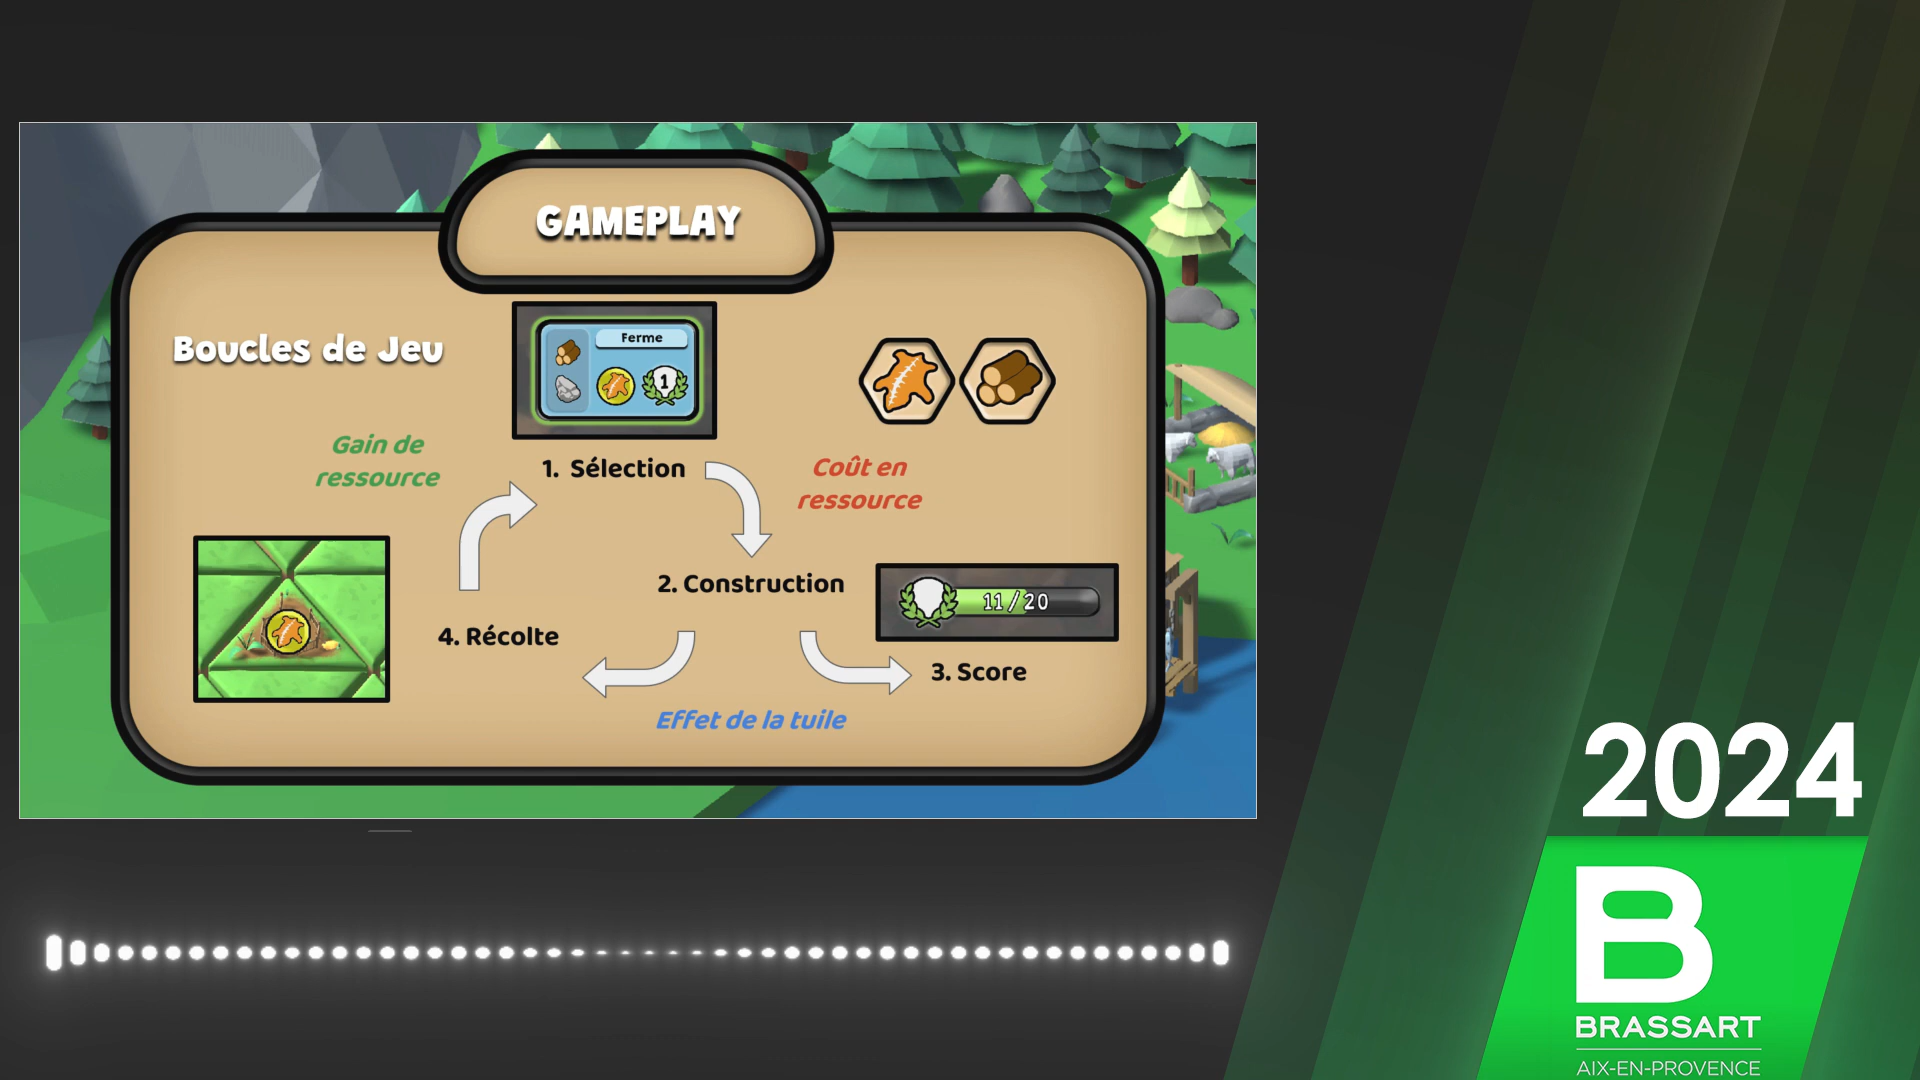 GAMEPLAY
Boucles de Jeu
Ferme
1
Gain de
ressource
1. Sélection
Coût en
ressource
2. Construction
11/20
4. Récolte
3. Score
Effet de la tuile
2024
B
BRASSART
AIX-EN-PROVENCE